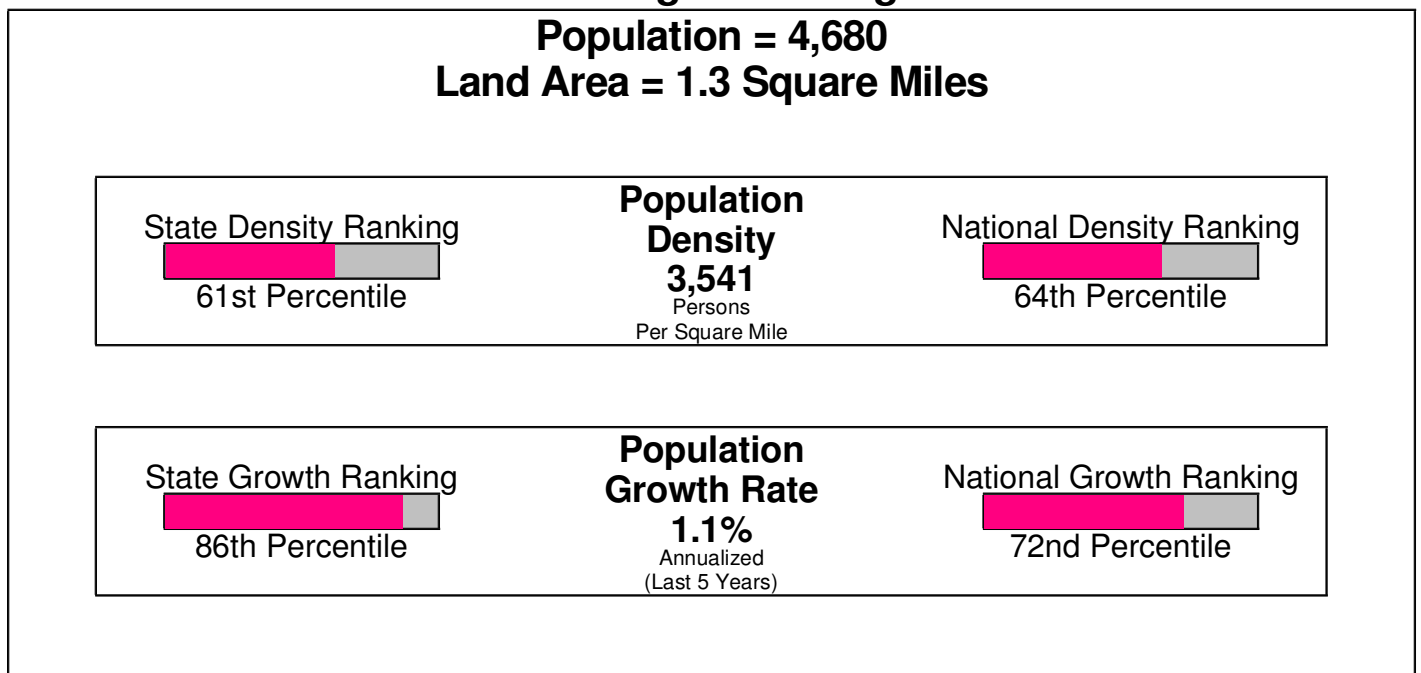 Population = 4,680
Land Area = 1.3 Square Miles
Population
Density
3,541
Persons
Per Square Mile
State Density Ranking
61st Percentile
National Density Ranking
64th Percentile
Population
Growth Rate
1.1%
Annualized
(Last 5 Years)
State Growth Ranking
86th Percentile
National Growth Ranking
72nd Percentile